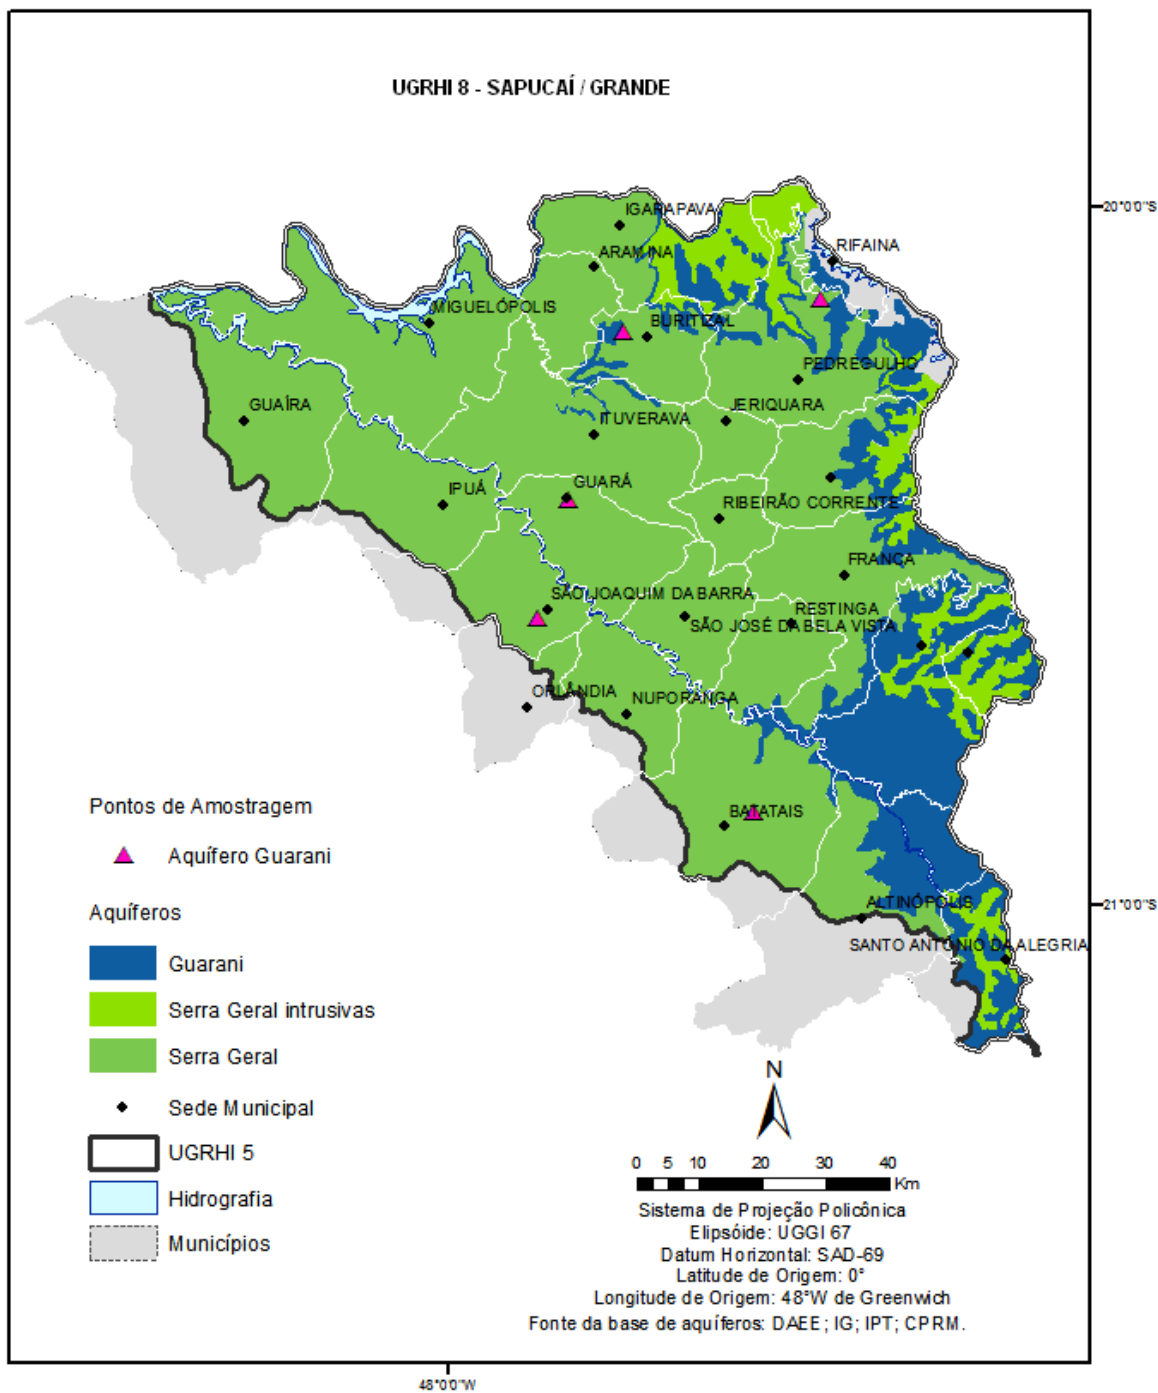 UGRHI 8 - SAPUCAÍ / GRANDE
20°0'0"S
IGARAPAVA
RIFAINA
ARAMINA
MIGUELÓPOLIS
BURITIZAL
PEDREGULHO
GUAÍRA
JERIQUARA
ITUVERAVA
GUARÁ
IPUÃ
RIBEIRÃO CORRENTE
FRANCA
SÃO JOAQUIM DA BARRA
RESTINGA
SÃO JOSÉ DA BELA VISTA
ORLÂNDIA
NUPORANGA
BATATAIS
ALTINÓPOLIS
21°0'0"S
SANTO ANTÔNIO DA ALEGRIA
Pontos de Amostragem
Aquífero Guarani
Aquíferos
Guarani
Serra Geral intrusivas
Serra Geral
Sede Municipal
UGRHI 5
Hidrografia
Municípios
N
0 5 10 20 30 40
Km
Sistema de Projeção Policônica
Elipsóide: UGGI 67
Datum Horizontal: SAD-69
Latitude de Origem: 0°
Longitude de Origem: 48°W de Greenwich
Fonte da base de aquíferos: DAEE; IG; IPT; CPRM.
48°0'0"W